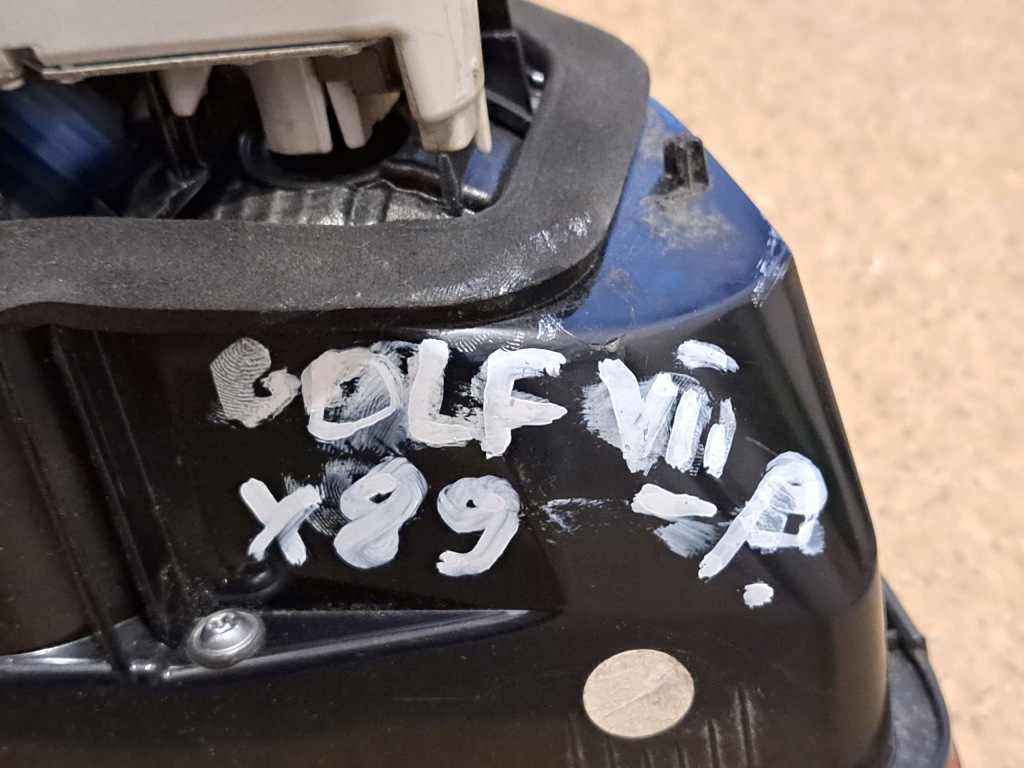 GOLF VII
X89 - P.